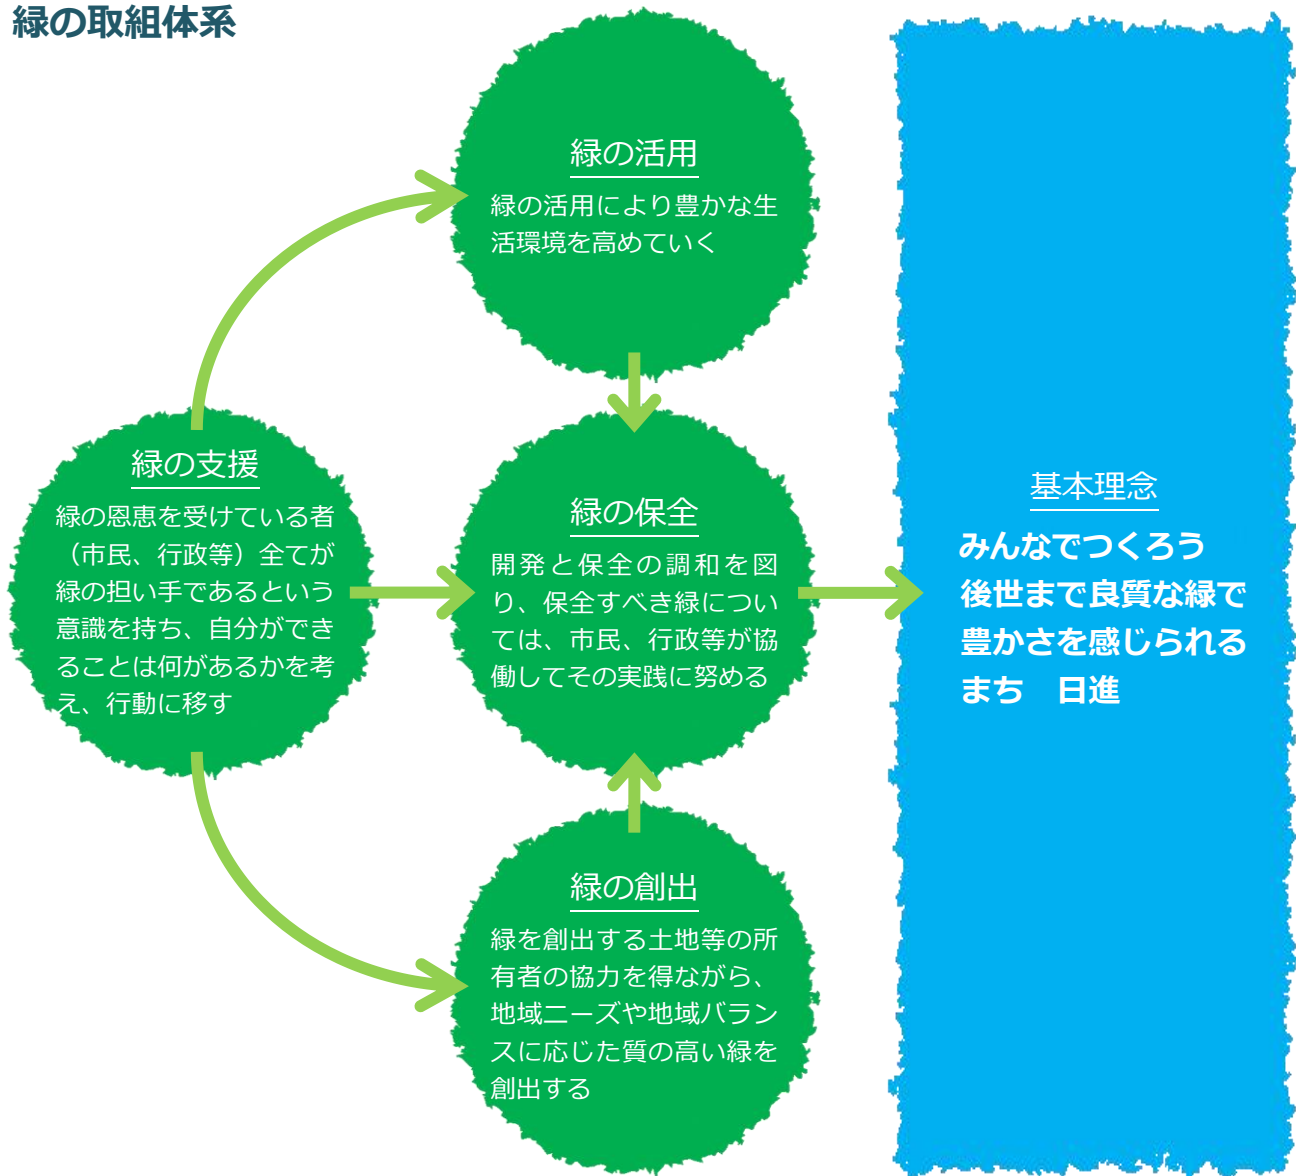 緑の取組体系
緑の活用
緑の活用により豊かな生
活環境を高めていく
緑の支援
緑の恩恵を受けている者
（市民、行政等）全てが
緑の担い手であるという
意識を持ち、自分ができ
ることは何があるかを考
え、行動に移す
緑の保全
開発と保全の調和を図
り、保全すべき緑につい
ては、市民、行政等が協
働してその実践に努める
緑の創出
緑を創出する土地等の所
有者の協力を得ながら、
地域ニーズや地域バラン
スに応じた質の高い緑を
創出する
基本理念
みんなでつくろう
後世まで良質な緑で
豊かさを感じられる
まち　日進